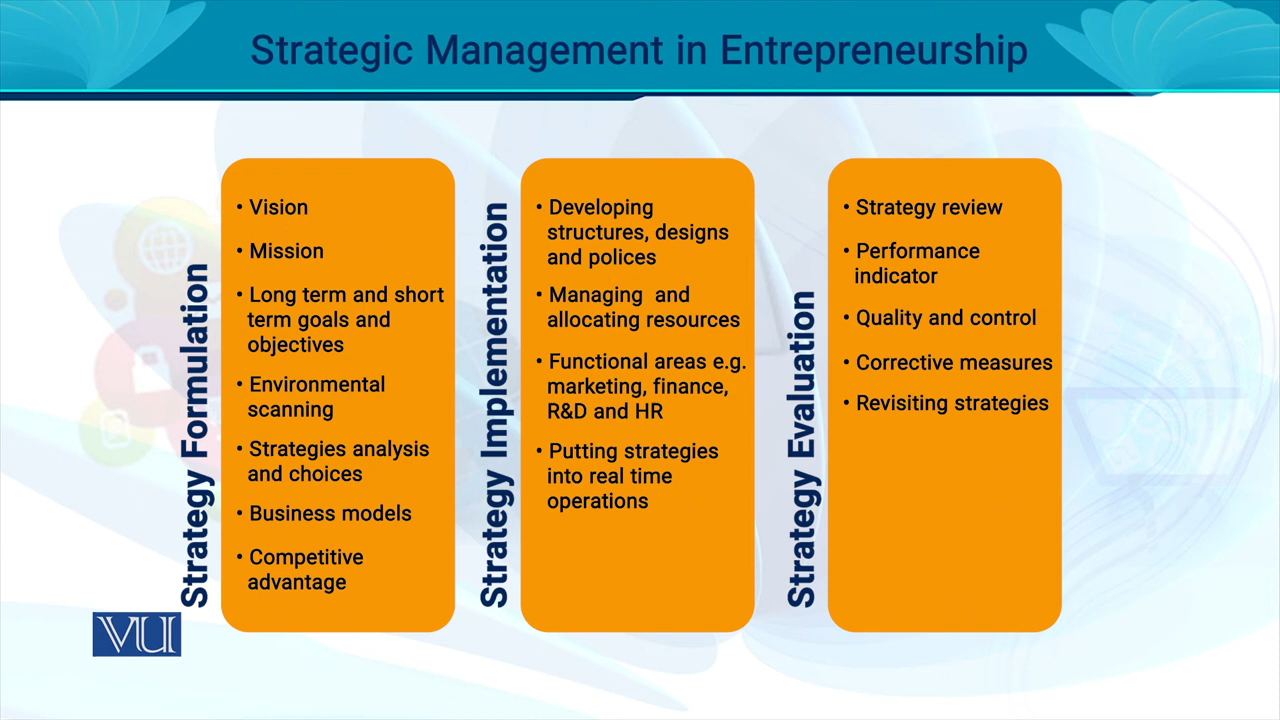 Strategic Management in Entrepreneurship
Strategy Formulation
• Vision
• Mission
• Long term and short
term goals and
objectives
• Environmental
scanning
• Strategies analysis
and choices
• Business models
• Competitive
advantage
Strategy Implementation
• Developing
structures, designs
and polices
• Managing and
allocating resources
• Functional areas e.g.
marketing, finance,
R&D and HR
• Putting strategies
into real time
operations
Strategy Evaluation
• Strategy review
• Performance
indicator
• Quality and control
• Corrective measures
• Revisiting strategies
VU